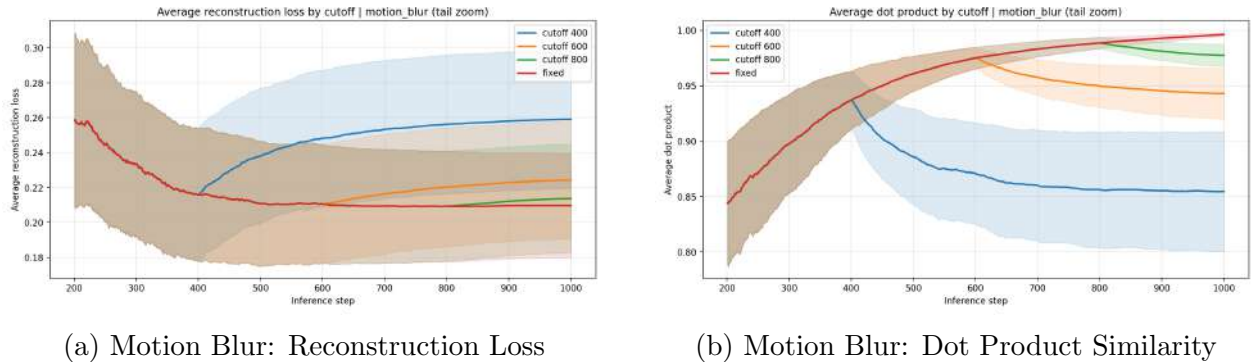 Average reconstruction loss by cutoff | motion_blur (tail zoom)
cutoff 400
cutoff 600
cutoff 800
fixed
Average reconstruction loss
0.30
0.28
0.26
0.24
0.22
0.20
0.18
200 300 400 500 600 700 800 900 1000
Inference step
(a) Motion Blur: Reconstruction Loss
Average dot product by cutoff | motion_blur (tail zoom)
cutoff 400
cutoff 600
cutoff 800
fixed
Average dot product
1.00
0.95
0.90
0.85
0.80
200 300 400 500 600 700 800 900 1000
Inference step
(b) Motion Blur: Dot Product Similarity